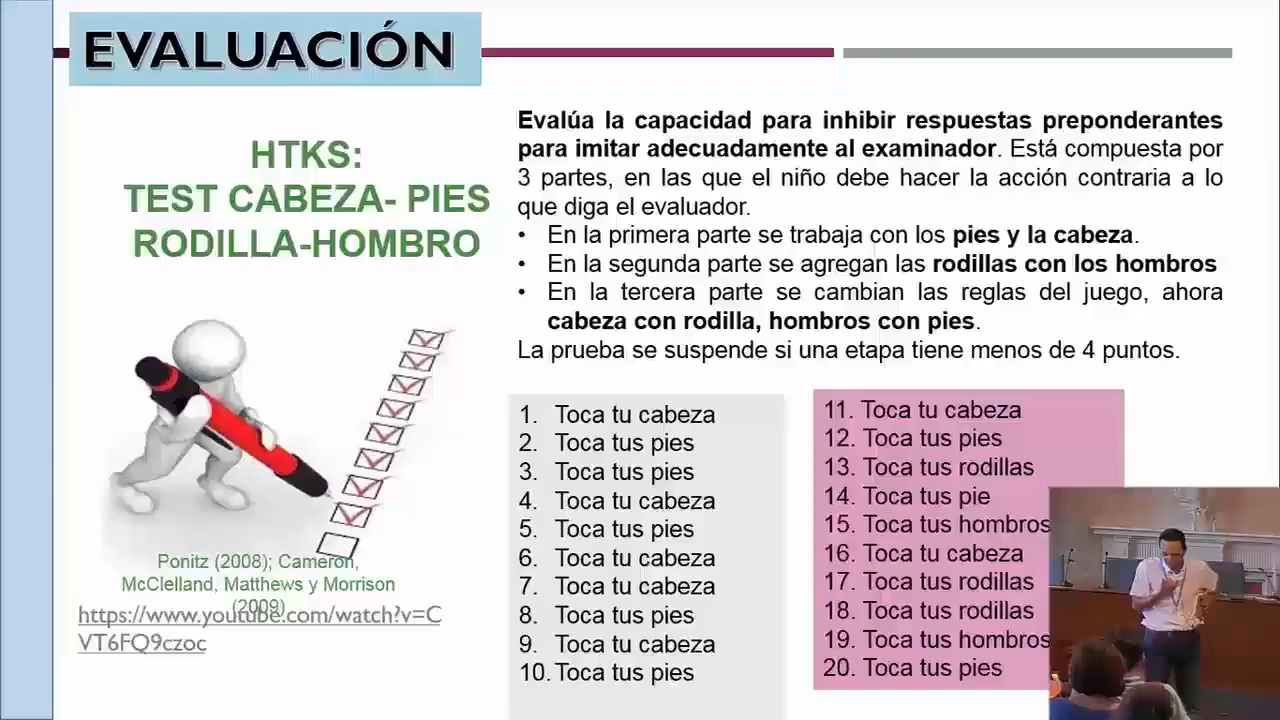 EVALUACIÓN
HTKS:
TEST CABEZA- PIES
RODILLA-HOMBRO
Ponitz (2008); Cameron,
McClelland, Matthews y Morrison
(2009)
https://www.youtube.com/watch?v=C
VT6FQ9czoc
Evalúa la capacidad para inhibir respuestas preponderantes
para imitar adecuadamente al examinador. Está compuesta por
3 partes, en las que el niño debe hacer la acción contraria a lo
que diga el evaluador.
• En la primera parte se trabaja con los pies y la cabeza.
• En la segunda parte se agregan las rodillas con los hombros
• En la tercera parte se cambian las reglas del juego, ahora
cabeza con rodilla, hombros con pies.
La prueba se suspende si una etapa tiene menos de 4 puntos.
1. Toca tu cabeza
2. Toca tus pies
3. Toca tus pies
4. Toca tu cabeza
5. Toca tus pies
6. Toca tu cabeza
7. Toca tu cabeza
8. Toca tus pies
9. Toca tu cabeza
10. Toca tus pies
11. Toca tu cabeza
12. Toca tus pies
13. Toca tus rodillas
14. Toca tus pie
15. Toca tus hombros
16. Toca tu cabeza
17. Toca tus rodillas
18. Toca tus rodillas
19. Toca tus hombros
20. Toca tus pies